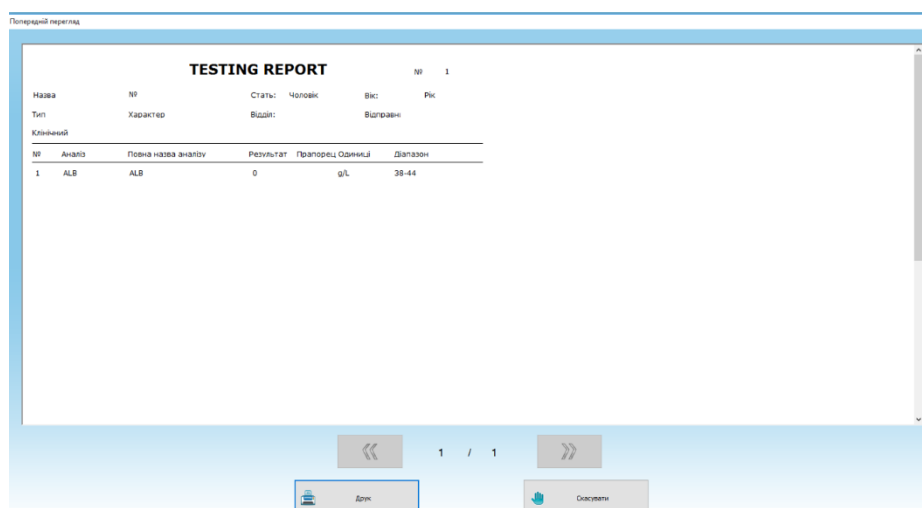 Попередній перегляд
TESTING REPORT № 1
Назва № Стать: Чоловік Вік: Рік
Тип Характер Відділ: Відправні
Клінічний
№ Аналіз Повна назва аналізу Результат Прапорец Одиниці Діапазон
1 ALB ALB 0 g/L 38-44
1 / 1
Друк Скасувати